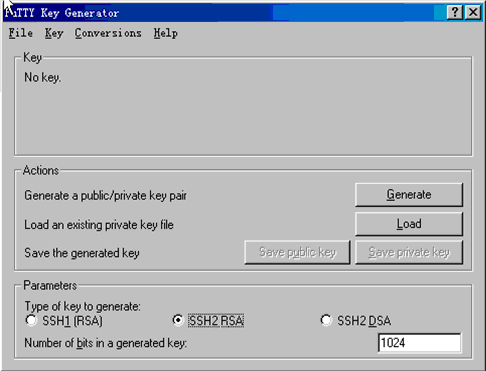 PuTTY Key Generator
File Key Conversions Help
Key
No key.
Actions
Generate a public/private key pair Generate
Load an existing private key file Load
Save the generated key Save public key Save private key
Parameters
Type of key to generate:
SSH1 (RSA) SSH2 RSA SSH2 DSA
Number of bits in a generated key: 1024